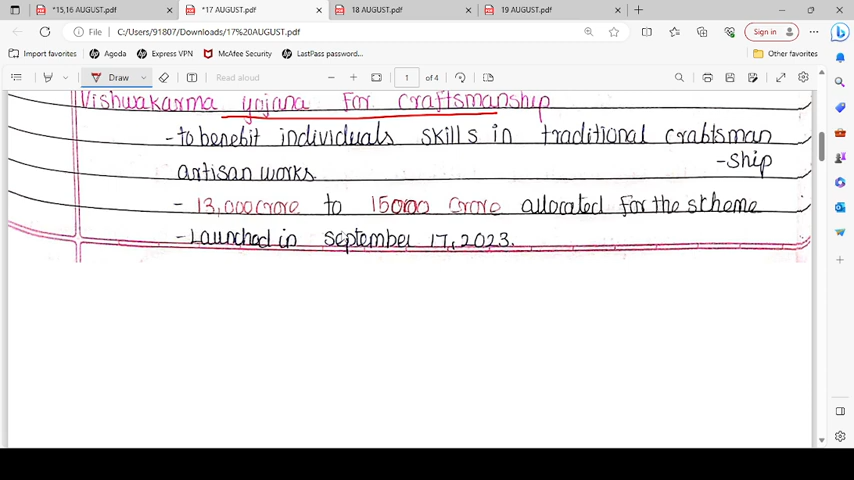 *15,16 AUGUST.pdf
*17 AUGUST.pdf
18 AUGUST.pdf
19 AUGUST.pdf
File
C:/Users/91807/Downloads/17%20AUGUST.pdf
Sign in
Import favorites
Agoda
Express VPN
McAfee Security
LastPass password...
Other favorites
Draw
Read aloud
1
of 4
Vishwakarma yojana For craftsmanship
-to benebit individuals skills in traditional crabtsman
-ship
artisan works.
- 13,000 crore to 15000 crore allocated for the scheme
-Launched in september 17, 2023.